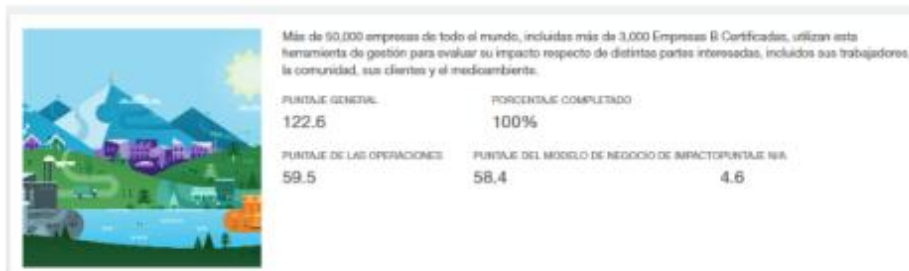 Más de 50,000 empresas de todo el mundo, incluidas más de 3,000 Empresas B Certificadas, utilizan esta
herramienta de gestión para evaluar su impacto respecto de distintas partes interesadas, incluidos sus trabajadores,
la comunidad, sus clientes y el medioambiente.
PUNTAJE GENERAL PORCENTAJE COMPLETADO
122.6 100%
PUNTAJE DE LAS OPERACIONES PUNTAJE DEL MODELO DE NEGOCIO DE IMPACTO PUNTAJE N/A
59.5 58.4 4.6